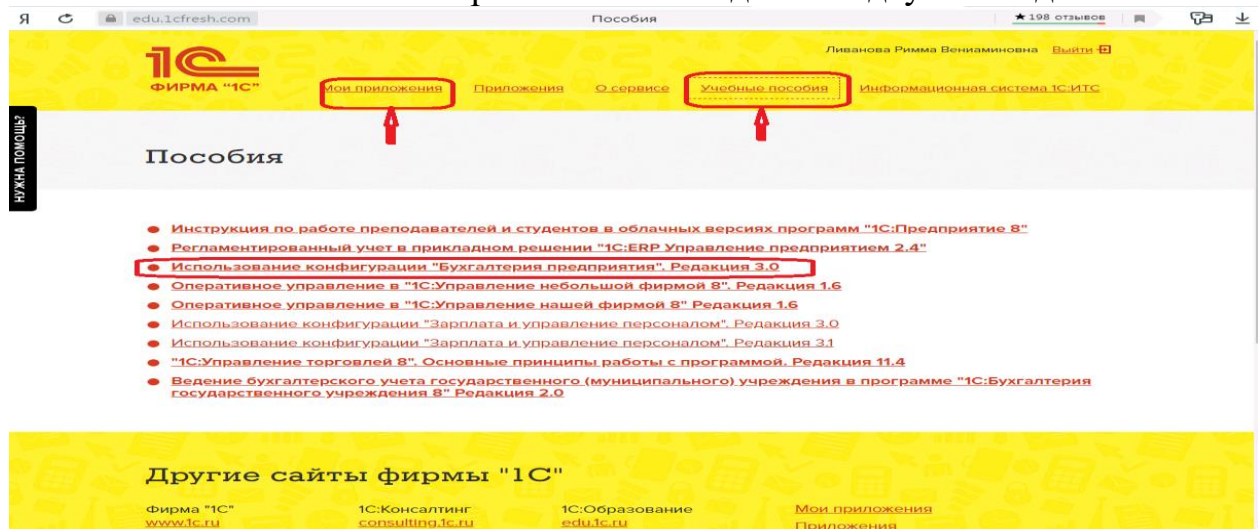 Я edu.1cfresh.com Пособия ★198 отзывов
Ливанова Римма Вениаминовна Выйти
1С
ФИРМА "1С"
Мои приложения Приложения О сервисе Учебные пособия Информационная система 1С:ИТС
НУЖНА ПОМОЩЬ?
Пособия
Инструкция по работе преподавателей и студентов в облачных версиях программ "1С:Предприятие 8"
Регламентированный учет в прикладном решении "1С:ERP Управление предприятием 2.4"
Использование конфигурации "Бухгалтерия предприятия". Редакция 3.0
Оперативное управление в "1С:Управление небольшой фирмой 8". Редакция 1.6
Оперативное управление в "1С:Управление нашей фирмой 8" Редакция 1.6
Использование конфигурации "Зарплата и управление персоналом". Редакция 3.0
Использование конфигурации "Зарплата и управление персоналом". Редакция 3.1
"1С:Управление торговлей 8". Основные принципы работы с программой. Редакция 11.4
Ведение бухгалтерского учета государственного (муниципального) учреждения в программе "1С:Бухгалтерия
государственного учреждения 8" Редакция 2.0
Другие сайты фирмы "1С"
Фирма "1С" 1С:Консалтинг 1С:Образование Мои приложения
www.1c.ru consulting.1c.ru edu.1c.ru Приложения